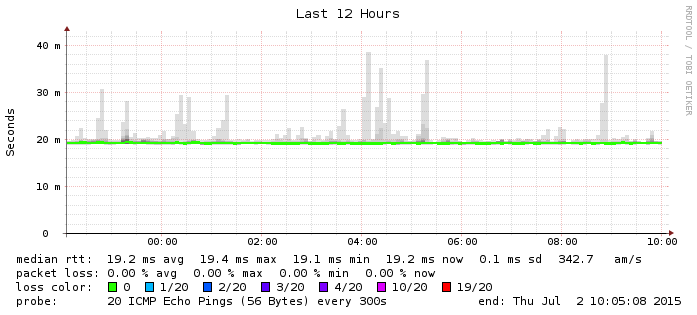 Last 12 Hours
RRDTOOL / TOBI OETIKER
Seconds
40 m
30 m
20 m
10 m
0
00:00 02:00 04:00 06:00 08:00 10:00
median rtt: 19.2 ms avg 19.4 ms max 19.1 ms min 19.2 ms now 0.1 ms sd 342.7 am/s
packet loss: 0.00 % avg 0.00 % max 0.00 % min 0.00 % now
loss color: 0 1/20 2/20 3/20 4/20 10/20 19/20
probe: 20 ICMP Echo Pings (56 Bytes) every 300s end: Thu Jul 2 10:05:08 2015